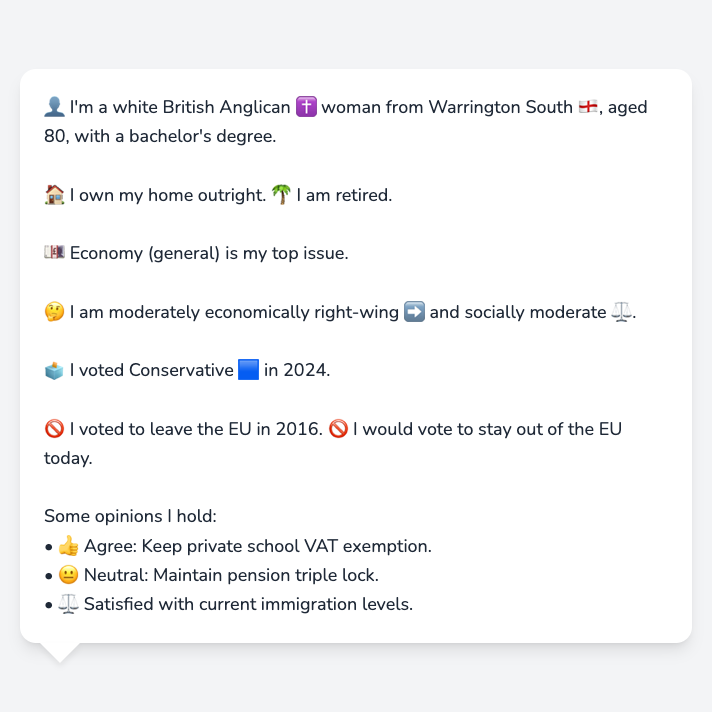 👤 I'm a white British Anglican ✝️ woman from Warrington South 🏴󠁧󠁢󠁥󠁮󠁧󠁿, aged
80, with a bachelor's degree.
🏠 I own my home outright. 🌴 I am retired.
💷 Economy (general) is my top issue.
🤔 I am moderately economically right-wing ➡️ and socially moderate ⚖️.
🗳️ I voted Conservative 🟦 in 2024.
🚫 I voted to leave the EU in 2016. 🚫 I would vote to stay out of the EU
today.
Some opinions I hold:
• 👍 Agree: Keep private school VAT exemption.
• 😐 Neutral: Maintain pension triple lock.
• ⚖️ Satisfied with current immigration levels.